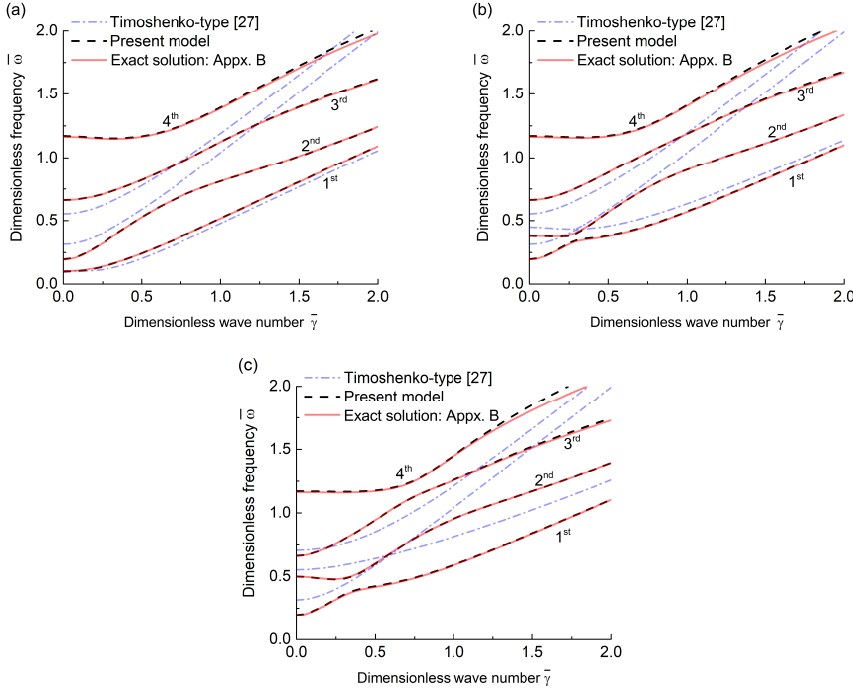 (a)
Timoshenko-type [27]
Present model
Exact solution: Appx. B
Dimensionless frequency ω̅
2.0
1.5
1.0
0.5
0.0
4th
3rd
2nd
1st
0.0 0.5 1.0 1.5 2.0
Dimensionless wave number γ̅
(b)
Timoshenko-type [27]
Present model
Exact solution: Appx. B
Dimensionless frequency ω̅
2.0
1.5
1.0
0.5
0.0
4th
3rd
2nd
1st
0.0 0.5 1.0 1.5 2.0
Dimensionless wave number γ̅
(c)
Timoshenko-type [27]
Present model
Exact solution: Appx. B
Dimensionless frequency ω̅
2.0
1.5
1.0
0.5
0.0
4th
3rd
2nd
1st
0.0 0.5 1.0 1.5 2.0
Dimensionless wave number γ̅